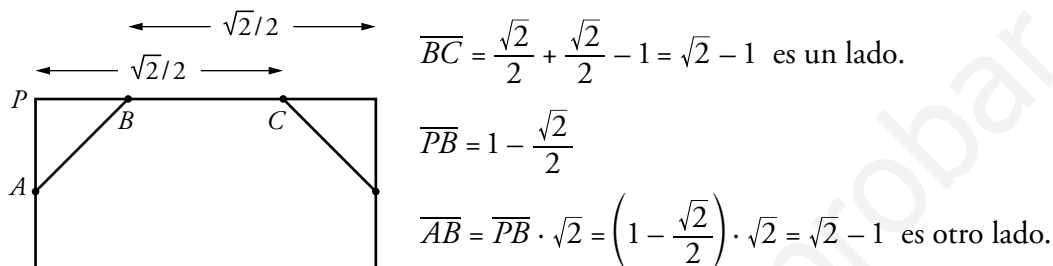 √2/2
√2/2
P
B
C
A
BC = √2/2 + √2/2 – 1 = √2 – 1 es un lado.
PB = 1 – √2/2
AB = PB · √2 = (1 – √2/2) · √2 = √2 – 1 es otro lado.
probar